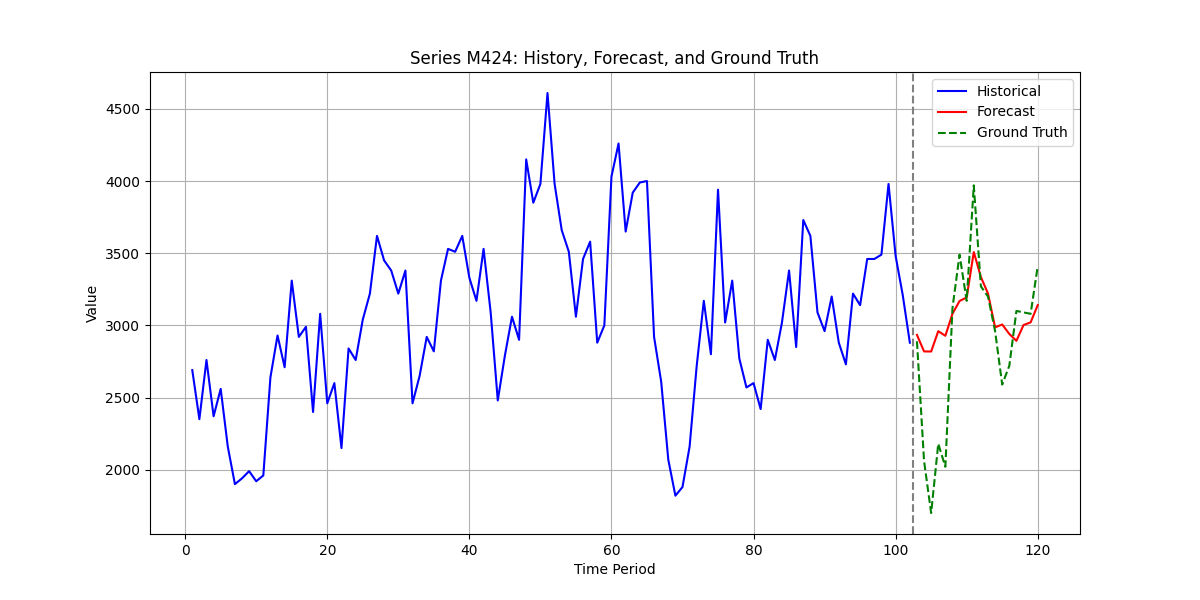 Series M424: History, Forecast, and Ground Truth
Historical
Forecast
Ground Truth
Value
4500
4000
3500
3000
2500
2000
0 20 40 60 80 100 120
Time Period